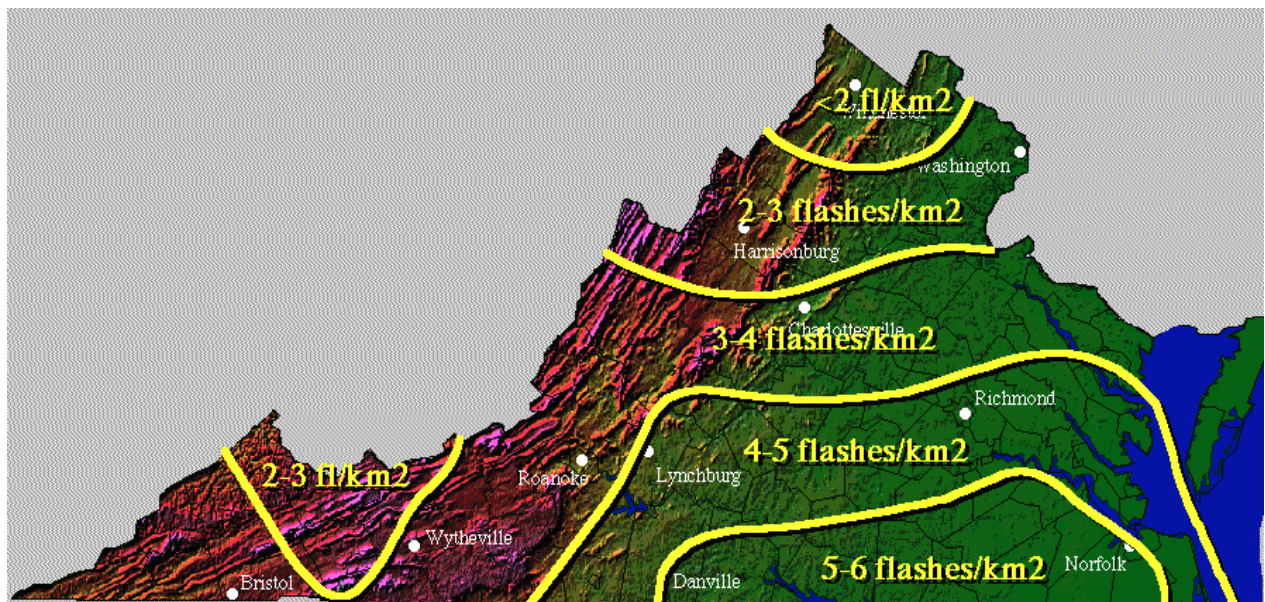 <2 fl/km2
Winchester
Washington
2-3 flashes/km2
Harrisonburg
Charlottesville
3-4 flashes/km2
Richmond
4-5 flashes/km2
2-3 fl/km2
Roanoke
Lynchburg
Wytheville
Norfolk
5-6 flashes/km2
Bristol
Danville